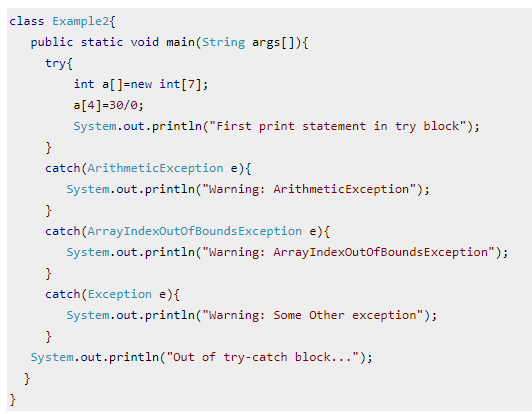 class Example2{
   public static void main(String args[]){
     try{
         int a[]=new int[7];
         a[4]=30/0;
         System.out.println("First print statement in try block");
     }
     catch(ArithmeticException e){
        System.out.println("Warning: ArithmeticException");
     }
     catch(ArrayIndexOutOfBoundsException e){
        System.out.println("Warning: ArrayIndexOutOfBoundsException");
     }
     catch(Exception e){
        System.out.println("Warning: Some Other exception");
     }
   System.out.println("Out of try-catch block...");
  }
}